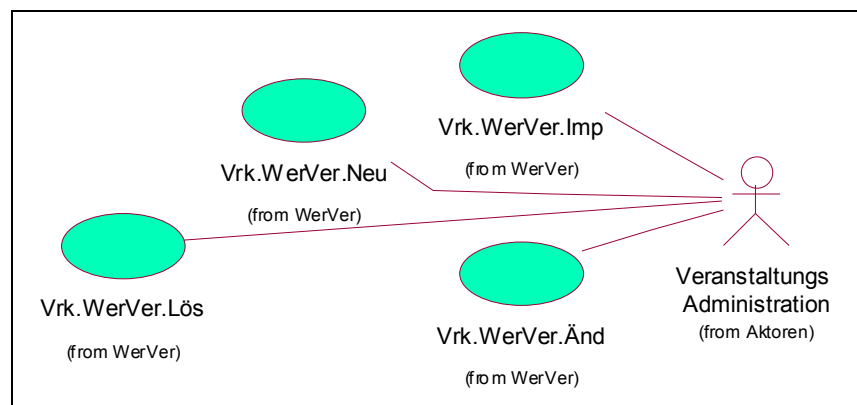 Vrk.WerVer.Imp
(from WerVer)
Vrk.WerVer.Neu
(from WerVer)
Vrk.WerVer.Lös
(from WerVer)
Vrk.WerVer.Änd
(from WerVer)
Veranstaltungs
Administration
(from Aktoren)